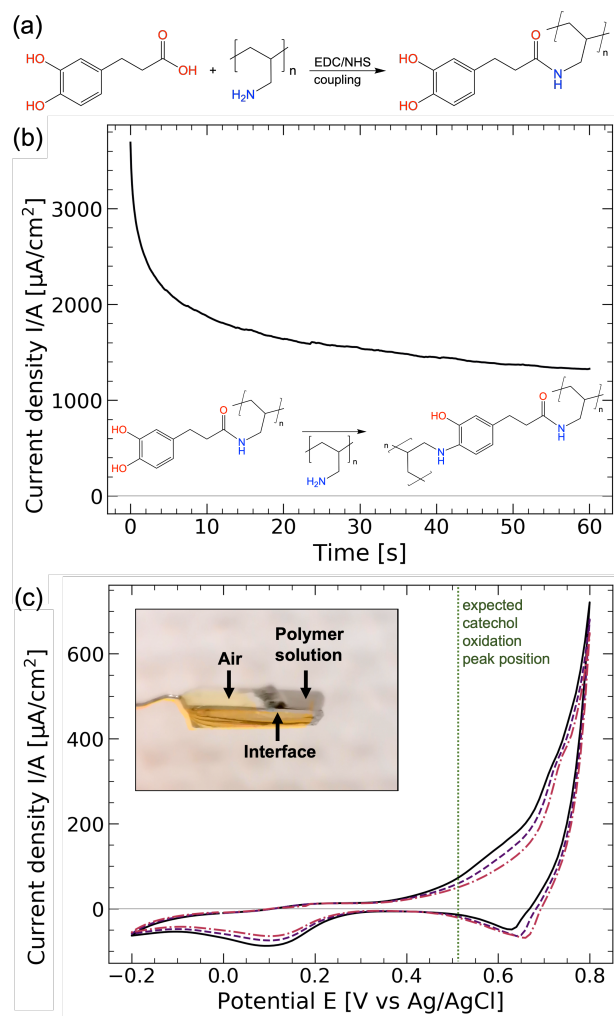 (a)
HO
HO
O
OH
+
n
H₂N
EDC/NHS
coupling
HO
HO
O
N
H
n
(b)
Current density I/A [µA/cm²]
3000
2000
1000
0
HO
HO
O
N
H
n
n
H₂N
HO
O
N
H
n
H
N
n
0
10
20
30
40
50
60
Time [s]
(c)
Current density I/A [µA/cm²]
600
400
200
0
Air
Polymer
solution
Interface
expected
catechol
oxidation
peak position
−0.2
0.0
0.2
0.4
0.6
0.8
Potential E [V vs Ag/AgCl]